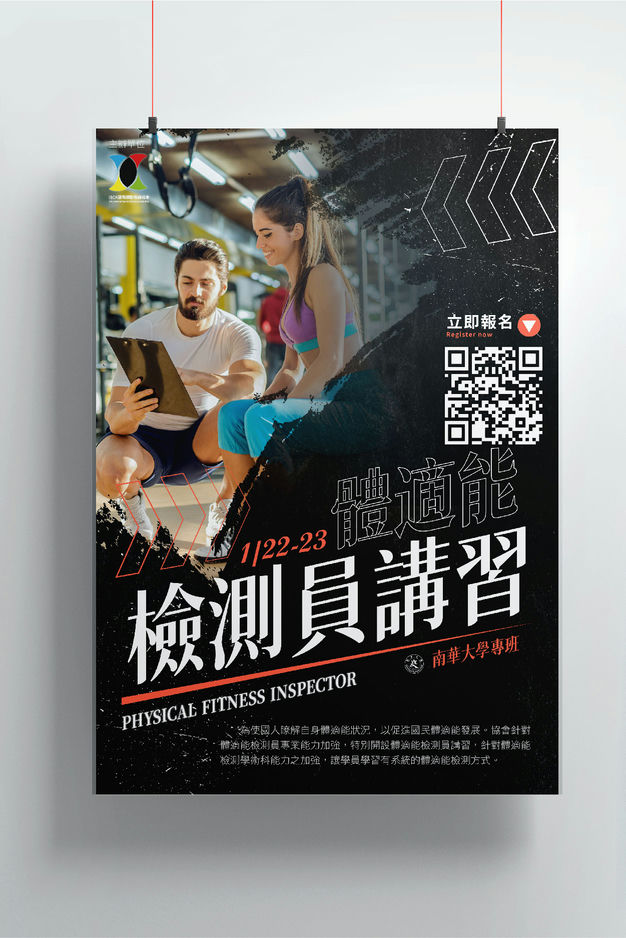 主辦單位
立即報名
Register now
體適能
1/22-23
檢測員講習
南華大學專班
PHYSICAL FITNESS INSPECTOR
為使國人瞭解自身體適能狀況，以促進國民體適能發展。協會針對
體適能檢測員專業能力加強，特別開設體適能檢測員講習，針對體適能
檢測學術科能力之加強，讓學員學習有系統的體適能檢測方式。